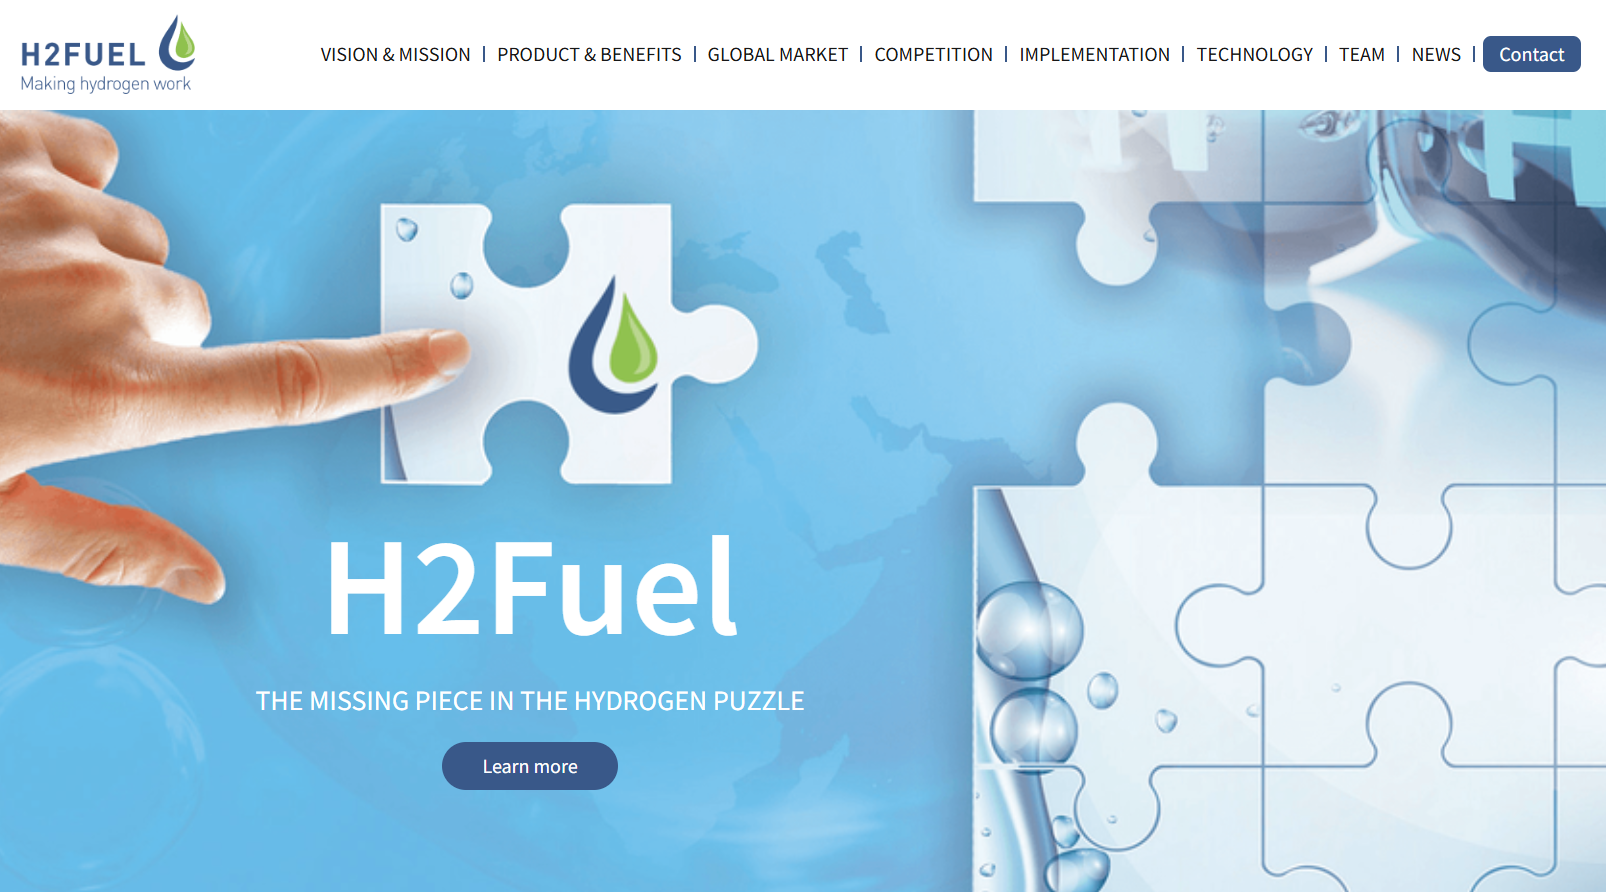 H2FUEL
Making hydrogen work
VISION & MISSION
PRODUCT & BENEFITS
GLOBAL MARKET
COMPETITION
IMPLEMENTATION
TECHNOLOGY
TEAM
NEWS
Contact
H2Fuel
THE MISSING PIECE IN THE HYDROGEN PUZZLE
Learn more